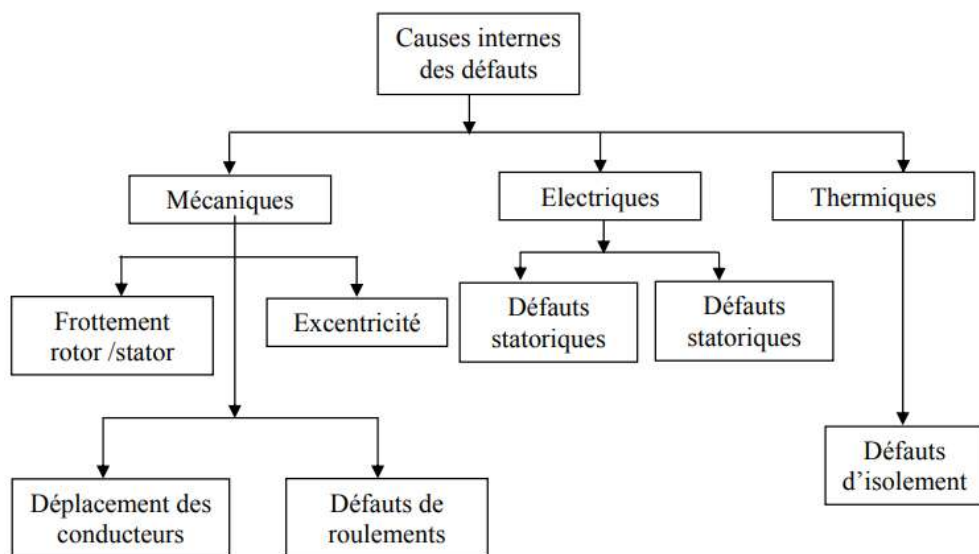 Causes internes
des défauts
Mécaniques
Electriques
Thermiques
Frottement
rotor /stator
Excentricité
Défauts
statoriques
Défauts
statoriques
Déplacement des
conducteurs
Défauts de
roulements
Défauts
d’isolement